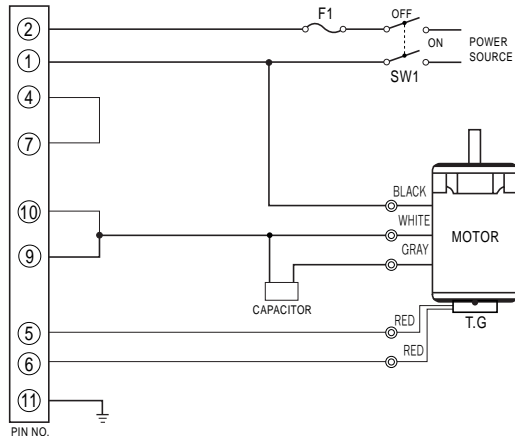 F1
OFF
ON
POWER
SOURCE
SW1
2
1
4
7
10
9
5
6
11
BLACK
WHITE
GRAY
MOTOR
CAPACITOR
RED
RED
T.G
PIN NO.